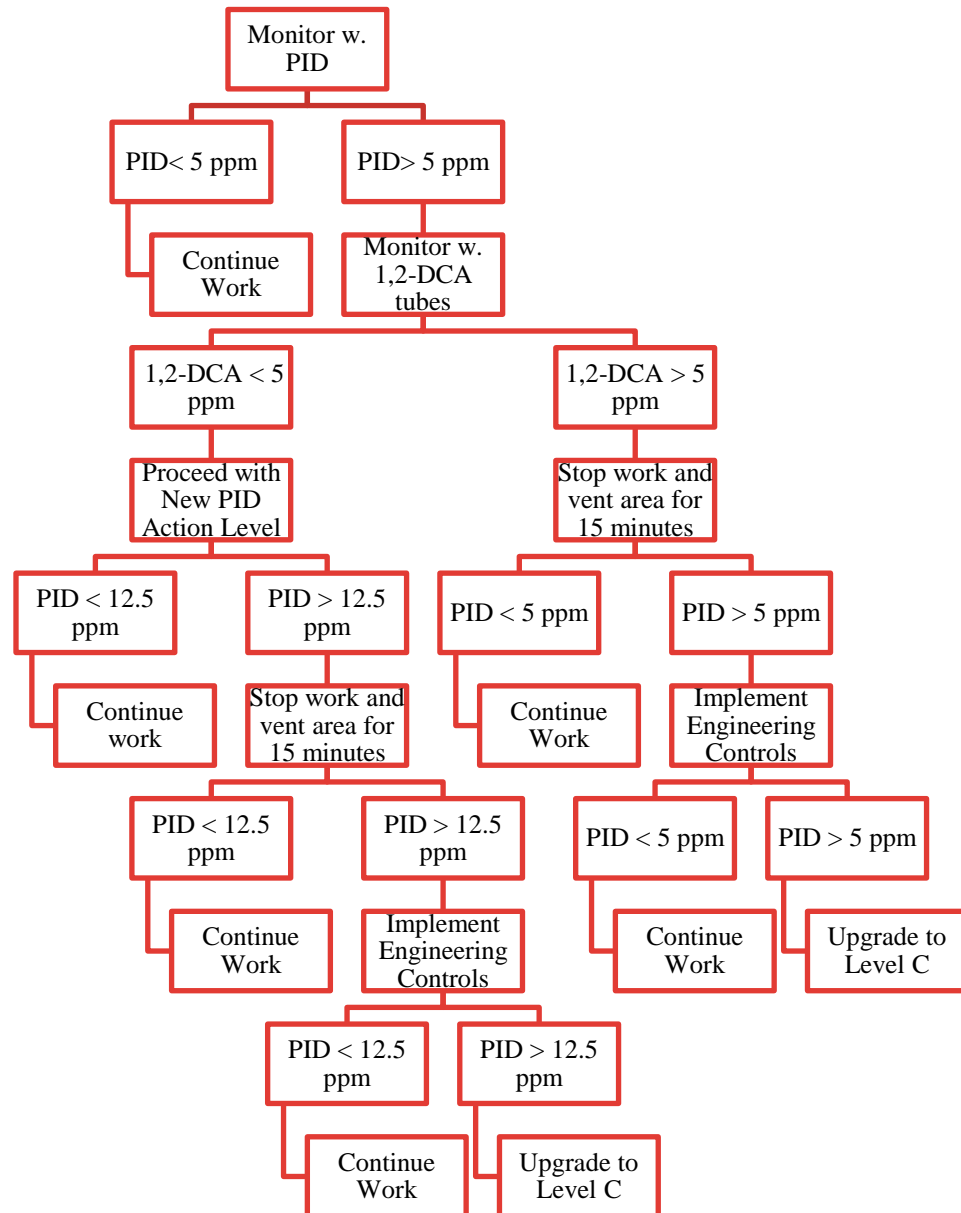 Monitor w.
PID
PID< 5 ppm
PID> 5 ppm
Continue
Work
Monitor w.
1,2-DCA
tubes
1,2-DCA < 5
ppm
1,2-DCA > 5
ppm
Proceed with
New PID
Action Level
Stop work and
vent area for
15 minutes
PID < 12.5
ppm
PID > 12.5
ppm
PID < 5 ppm
PID > 5 ppm
Continue
work
Stop work and
vent area for
15 minutes
Continue
Work
Implement
Engineering
Controls
PID < 12.5
ppm
PID > 12.5
ppm
PID < 5 ppm
PID > 5 ppm
Continue
Work
Implement
Engineering
Controls
Continue
Work
Upgrade to
Level C
PID < 12.5
ppm
PID > 12.5
ppm
Continue
Work
Upgrade to
Level C